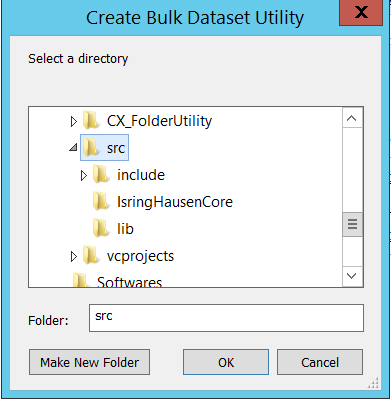 Create Bulk Dataset Utility
X
Select a directory
CX_FolderUtility
src
include
IsringHausenCore
lib
vcprojects
Softwares
Folder:
src
Make New Folder
OK
Cancel